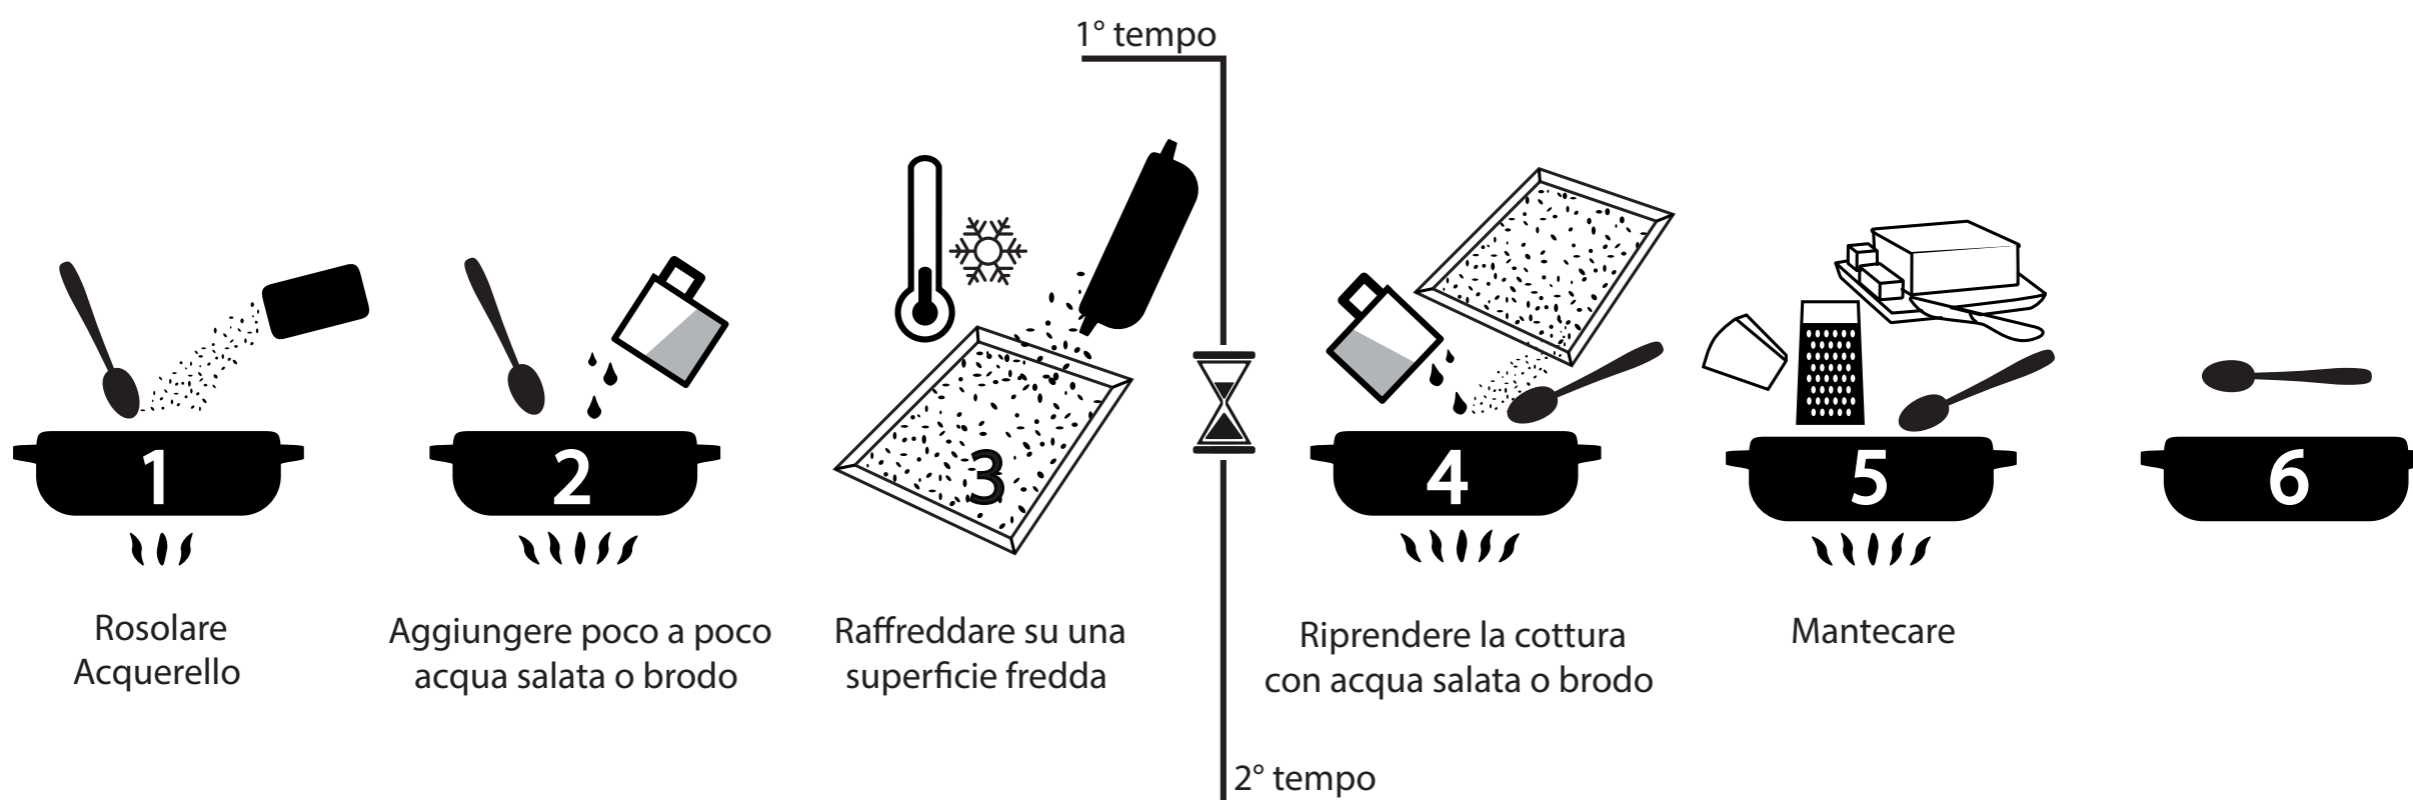 1° tempo
1
2
3
4
5
6
Rosolare
Acquerello
Aggiungere poco a poco
acqua salata o brodo
Raffreddare su una
superficie fredda
Riprendere la cottura
con acqua salata o brodo
Mantecare
2° tempo